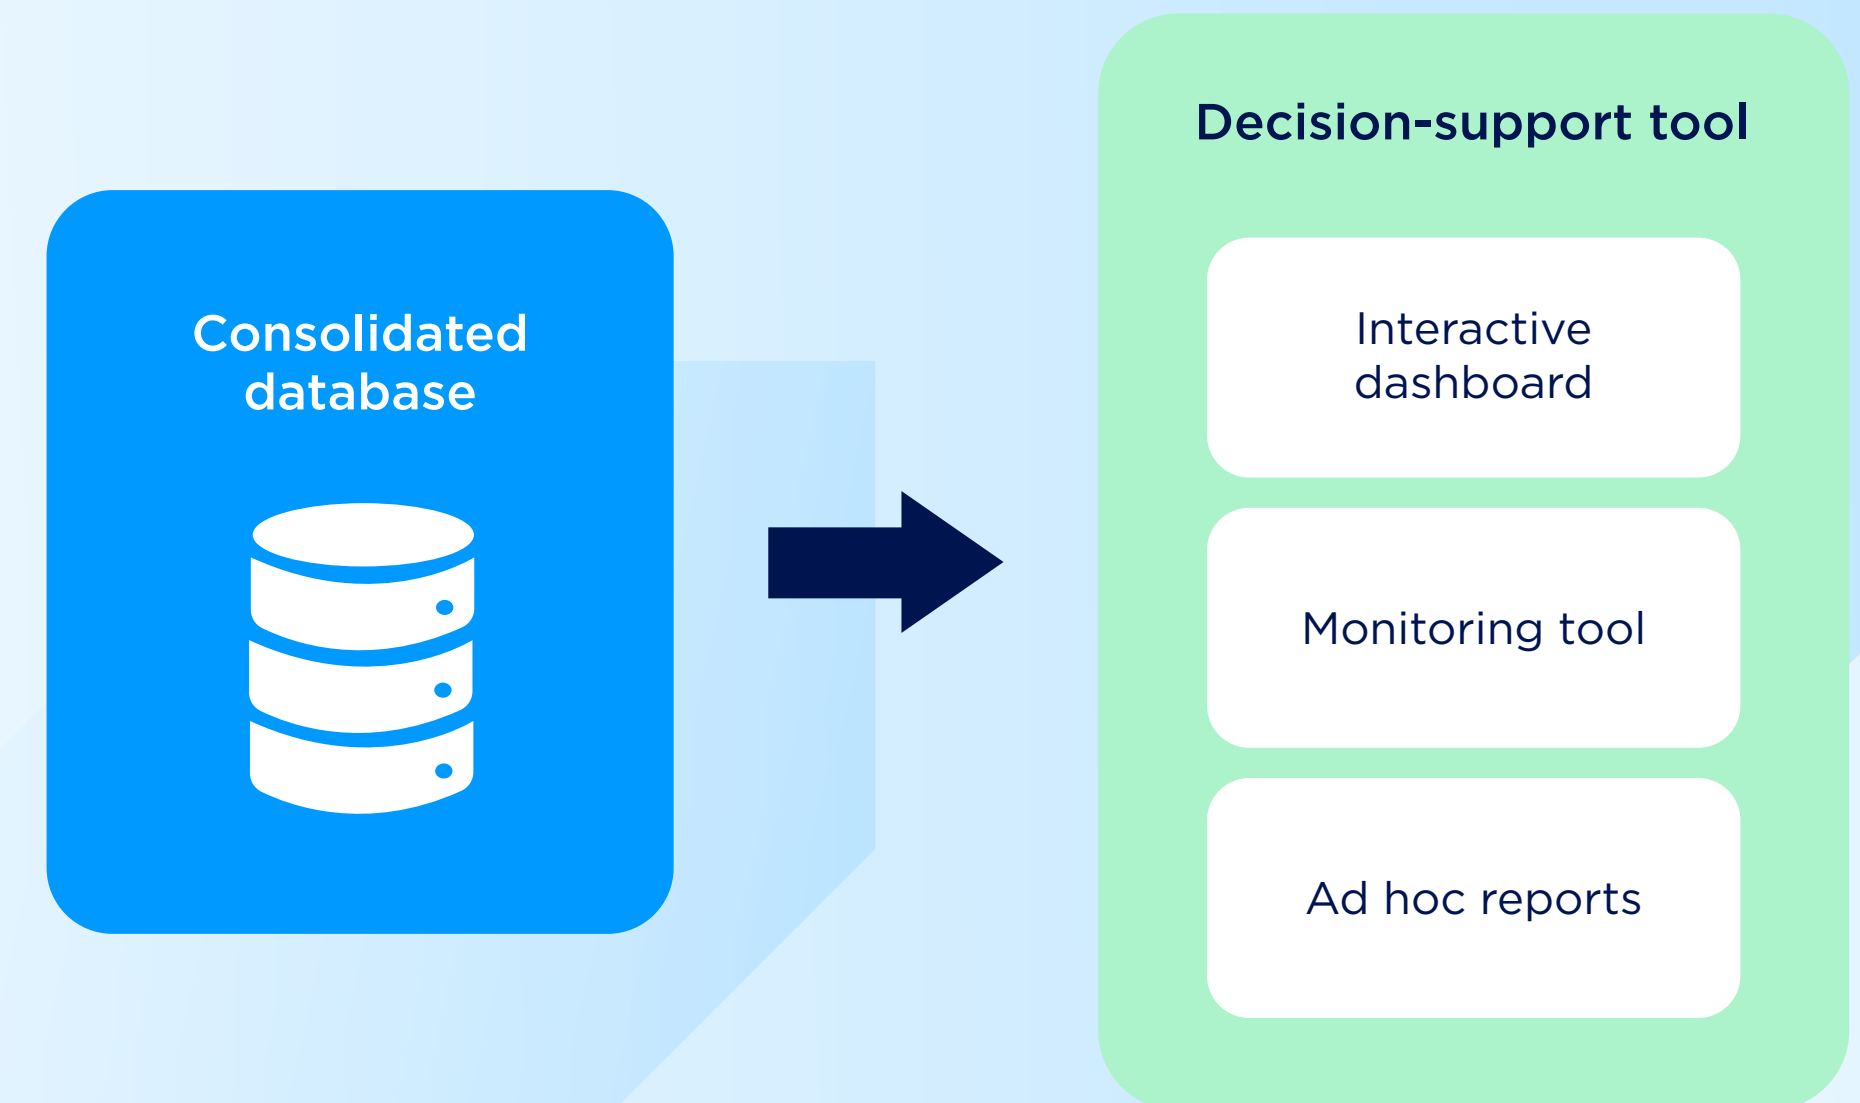 Consolidated
database
Decision-support tool
Interactive
dashboard
Monitoring tool
Ad hoc reports